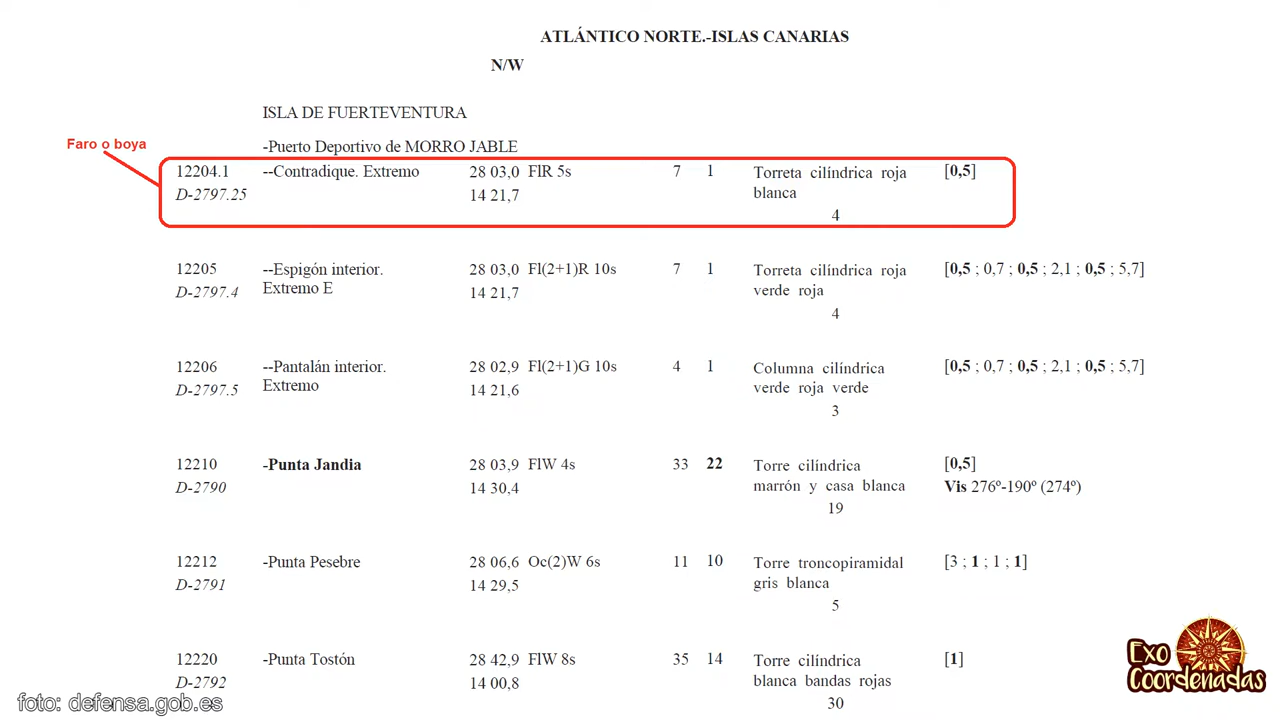 ATLÁNTICO NORTE.-ISLAS CANARIAS
N/W
ISLA DE FUERTEVENTURA
Faro o boya
-Puerto Deportivo de MORRO JABLE
12204.1 --Contradique. Extremo 28 03,0 FlR 5s 7 1 Torreta cilíndrica roja [0,5]
D-2797.25 14 21,7 blanca
4
12205 --Espigón interior. 28 03,0 Fl(2+1)R 10s 7 1 Torreta cilíndrica roja [0,5 ; 0,7 ; 0,5 ; 2,1 ; 0,5 ; 5,7]
D-2797.4 Extremo E 14 21,7 verde roja
4
12206 --Pantalán interior. 28 02,9 Fl(2+1)G 10s 4 1 Columna cilíndrica [0,5 ; 0,7 ; 0,5 ; 2,1 ; 0,5 ; 5,7]
D-2797.5 Extremo 14 21,6 verde roja verde
3
12210 -Punta Jandia 28 03,9 FlW 4s 33 22 Torre cilíndrica [0,5]
D-2790 14 30,4 marrón y casa blanca Vis 276º-190º (274º)
19
12212 -Punta Pesebre 28 06,6 Oc(2)W 6s 11 10 Torre troncopiramidal [3 ; 1 ; 1 ; 1]
D-2791 14 29,5 gris blanca
5
12220 -Punta Tostón 28 42,9 FlW 8s 35 14 Torre cilíndrica [1]
D-2792 14 00,8 blanca bandas rojas
30
foto: defensa.gob.es
Exo
Coordenadas